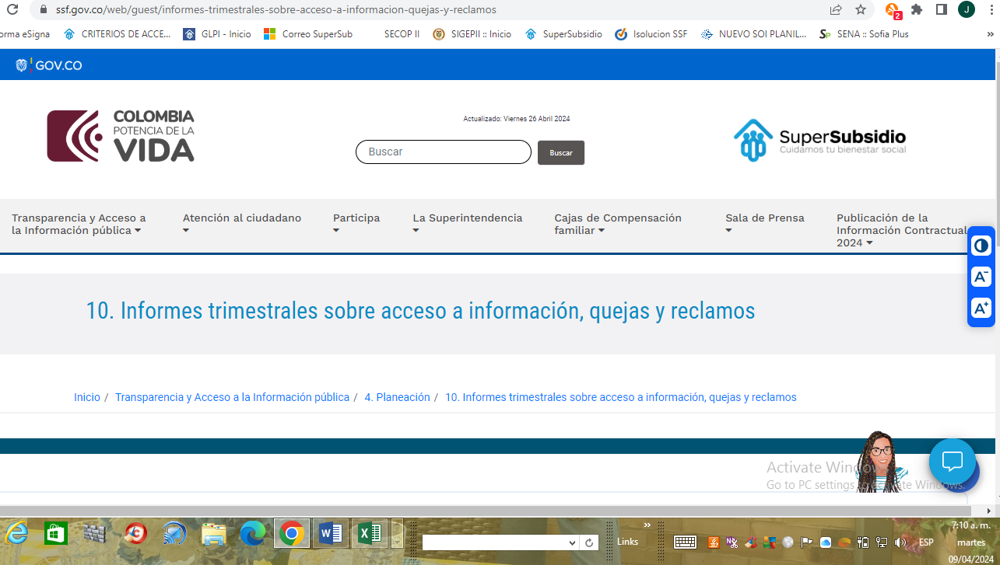 ssf.gov.co/web/guest/informes-trimestrales-sobre-acceso-a-informacion-quejas-y-reclamos
2
J
orma eSigna CRITERIOS DE ACCE... GLPI - Inicio Correo SuperSub SECOP II SIGEPII :: Inicio SuperSubsidio Isolucion SSF NUEVO SOI PLANIL... SENA :: Sofia Plus »
GOV.CO
COLOMBIA
POTENCIA DE LA
VIDA
Actualizado: Viernes 26 Abril 2024
Buscar Buscar
SuperSubsidio
Cuidamos tu bienestar social
Transparencia y Acceso a
la Información pública
Atención al ciudadano
Participa
La Superintendencia
Cajas de Compensación
familiar
Sala de Prensa
Publicación de la
Información Contractual
2024
A-
A+
10. Informes trimestrales sobre acceso a información, quejas y reclamos
Inicio / Transparencia y Acceso a la Información pública / 4. Planeación / 10. Informes trimestrales sobre acceso a información, quejas y reclamos
Activate Windows
Go to PC settings to activate Windows.
Links
»
ESP
7:10 a. m.
martes
09/04/2024